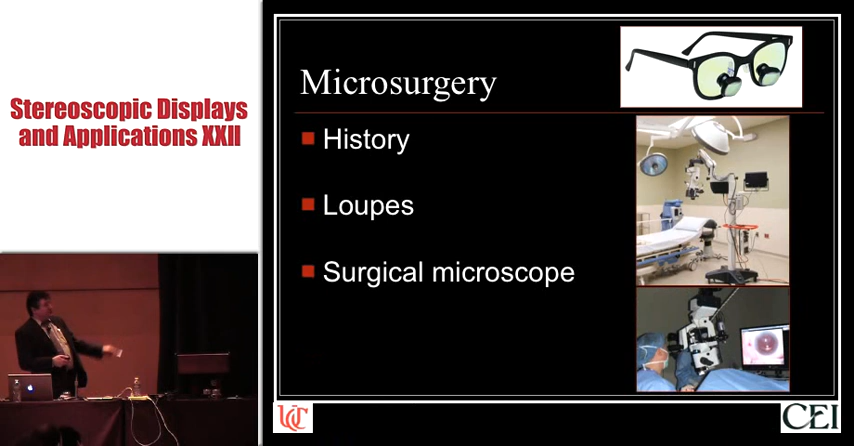 Stereoscopic Displays
and Applications XXII
Microsurgery
History
Loupes
Surgical microscope
UC
CEI